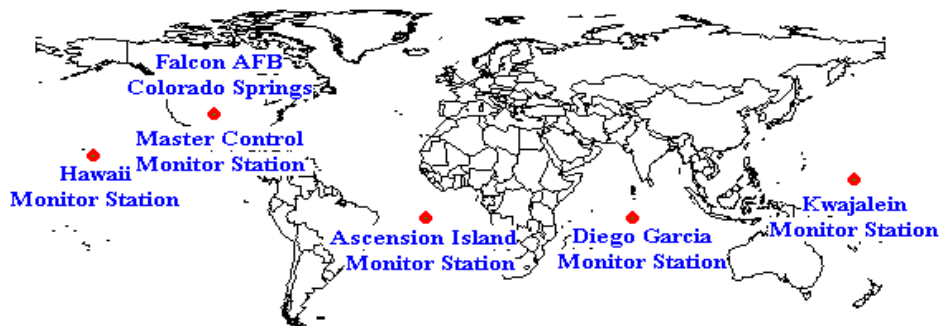 Falcon AFB
Colorado Springs
Master Control
Monitor Station
Hawaii
Monitor Station
Ascension Island
Monitor Station
Diego Garcia
Monitor Station
Kwajalein
Monitor Station